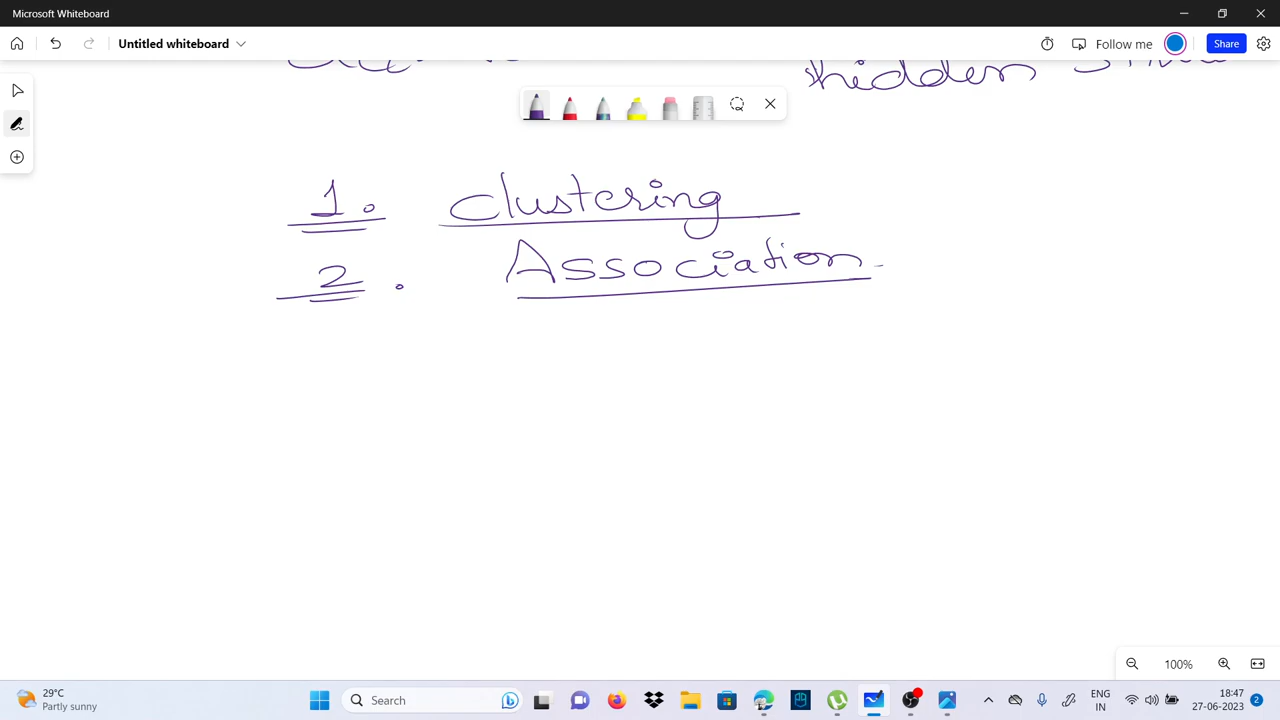 Microsoft Whiteboard
Untitled whiteboard
Follow me
Share
hidden
1. Clustering
2. Association
100%
29°C
Partly sunny
Search
ENG
IN
18:47
27-06-2023
2